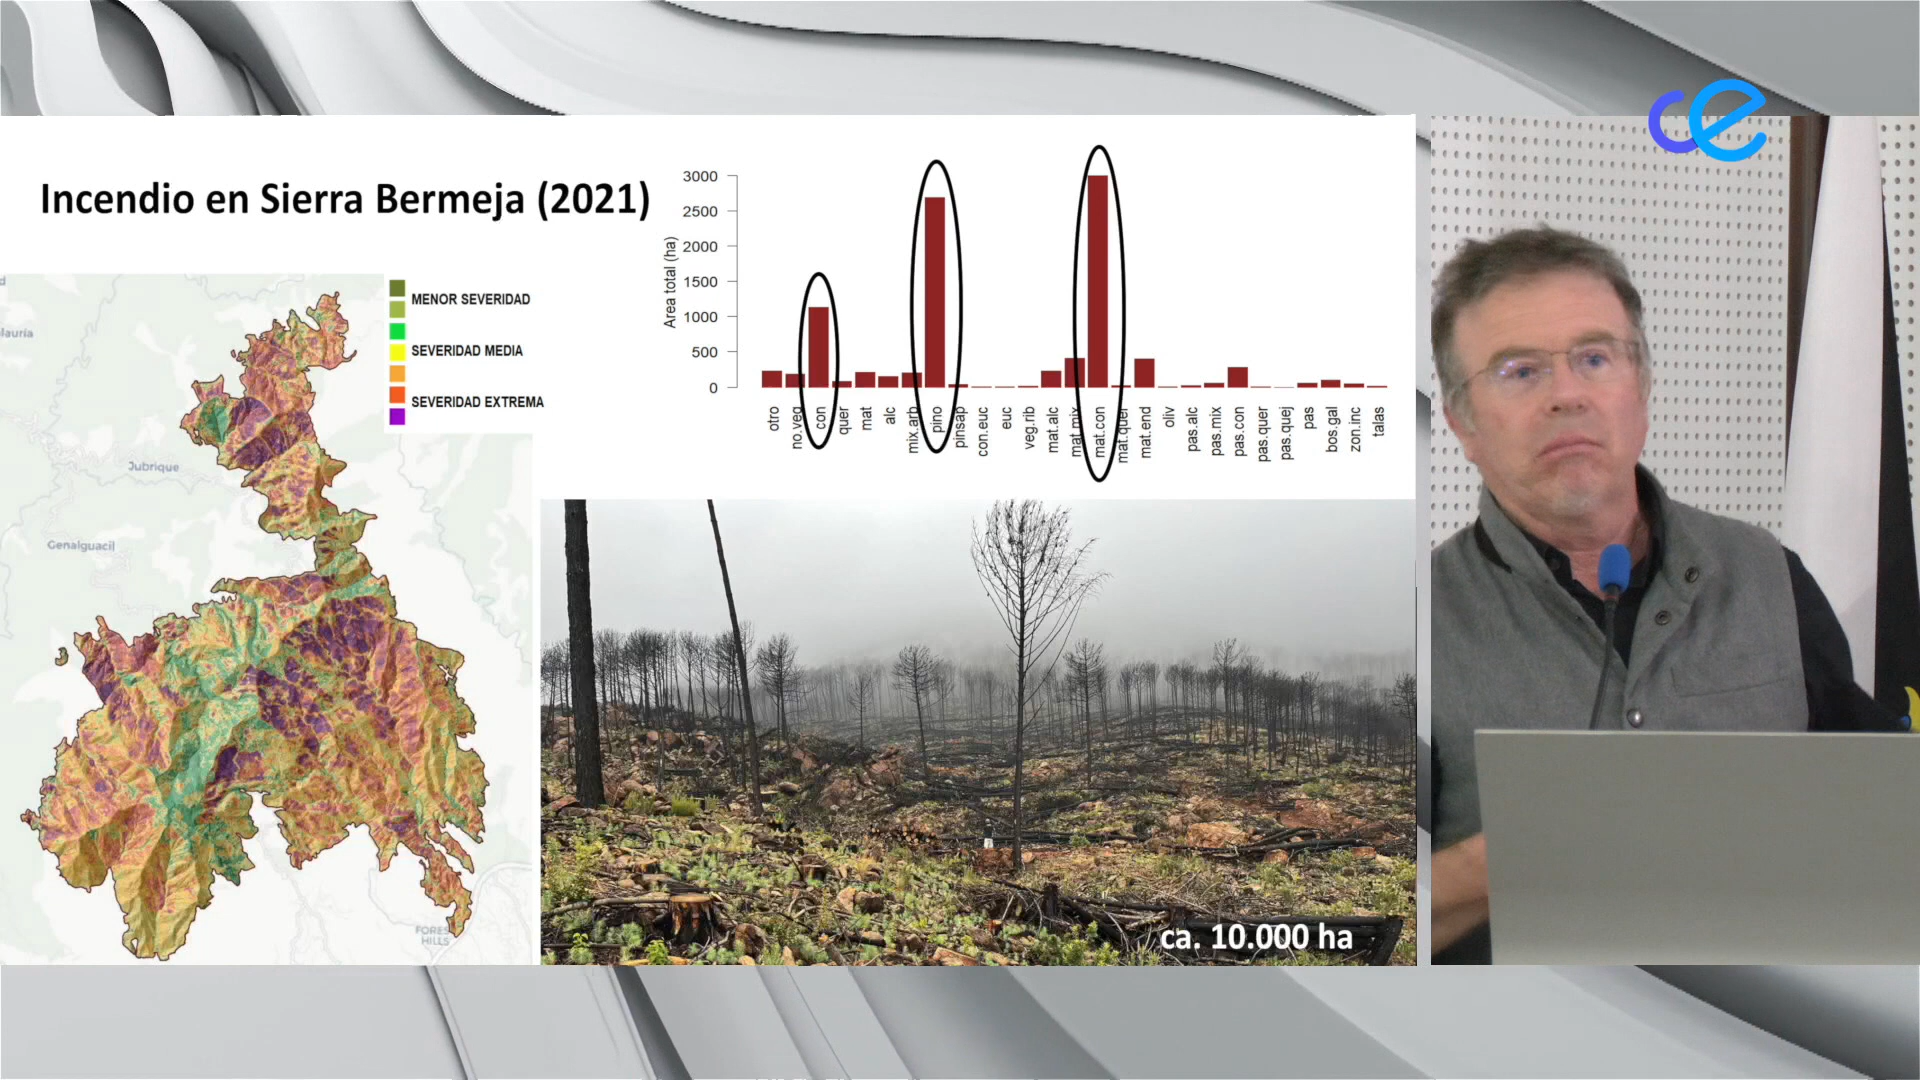 ce
Incendio en Sierra Bermeja (2021)
MENOR SEVERIDAD
SEVERIDAD MEDIA
SEVERIDAD EXTREMA
Jubrique
Genalguacil
FORES
HILLS
Area total (ha)
3000
2500
2000
1500
1000
500
0
otro
no.veg
con
quer
mat
alc
mix.arb
pino
pinsap
con.euc
euc
veg.rib
mat.alc
mat.mix
mat.con
mat.quer
mat.end
oliv
pas.alc
pas.mix
pas.con
pas.quer
pas.quej
pas
bos.gal
zon.inc
talas
ca. 10.000 ha